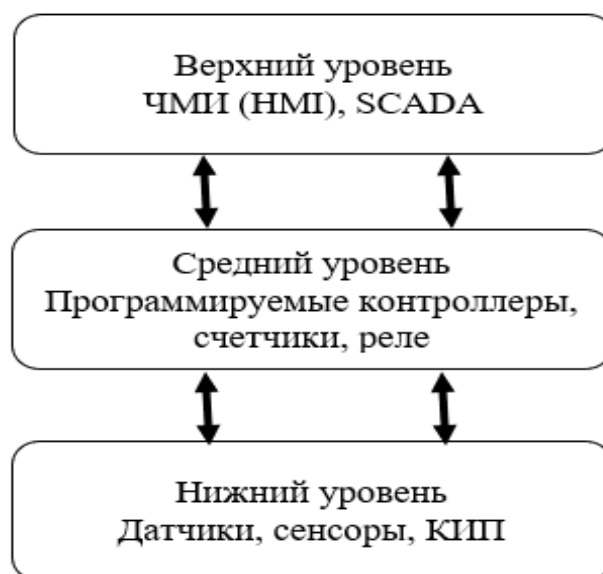 Верхний уровень
ЧМИ (HMI), SCADA
Средний уровень
Программируемые контроллеры,
счетчики, реле
Нижний уровень
Датчики, сенсоры, КИП